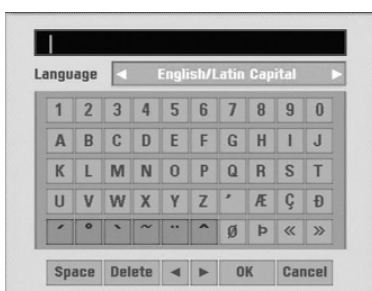 Language ◄ English/Latin Capital ►
1 2 3 4 5 6 7 8 9 0
A B C D E F G H I J
K L M N O P Q R S T
U V W X Y Z ´ Æ Ç Đ
´ ° ` ~ ¨ ^ Ø Þ « »
Space Delete ◄ ► OK Cancel